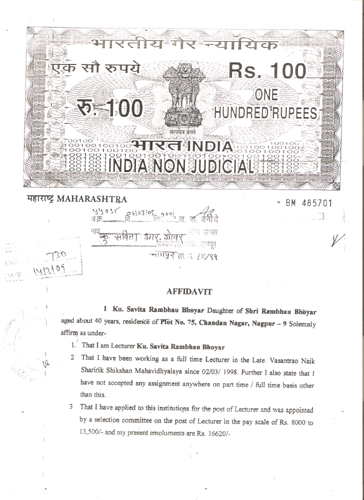 भारतीय गैर न्यायिक
एक सौ रुपये
Rs. 100
रु. 100
ONE
HUNDRED RUPEES
सत्यमेव जयते
भारत INDIA
INDIA NON JUDICIAL
महाराष्ट्र MAHARASHTRA
- BM 485701
730
AFFIDAVIT
I Ku. Savita Rambhau Bhoyar Daughter of Shri Rambhau Bhoyar
aged about 40 years, residence of Plot No. 75, Chandan Nagar, Nagpur – 9 Solemnly
affirm as under-
1. That I am Lecturer Ku. Savita Rambhau Bhoyar
2 That I have been working as a full time Lecturer in the Late. Vasantrao Naik
Sharirik Shikshan Mahavidhyalaya since 02/03/ 1998. Further I also state that I
have not accepted any assignment anywhere on part time / full time basis other
than this.
3 That I have applied to this institutions for the post of Lecturer and was appointed
by a selection committee on the post of Lecturer in the pay scale of Rs. 8000 to
13,500/- and my present emoluments are Rs. 16620/-